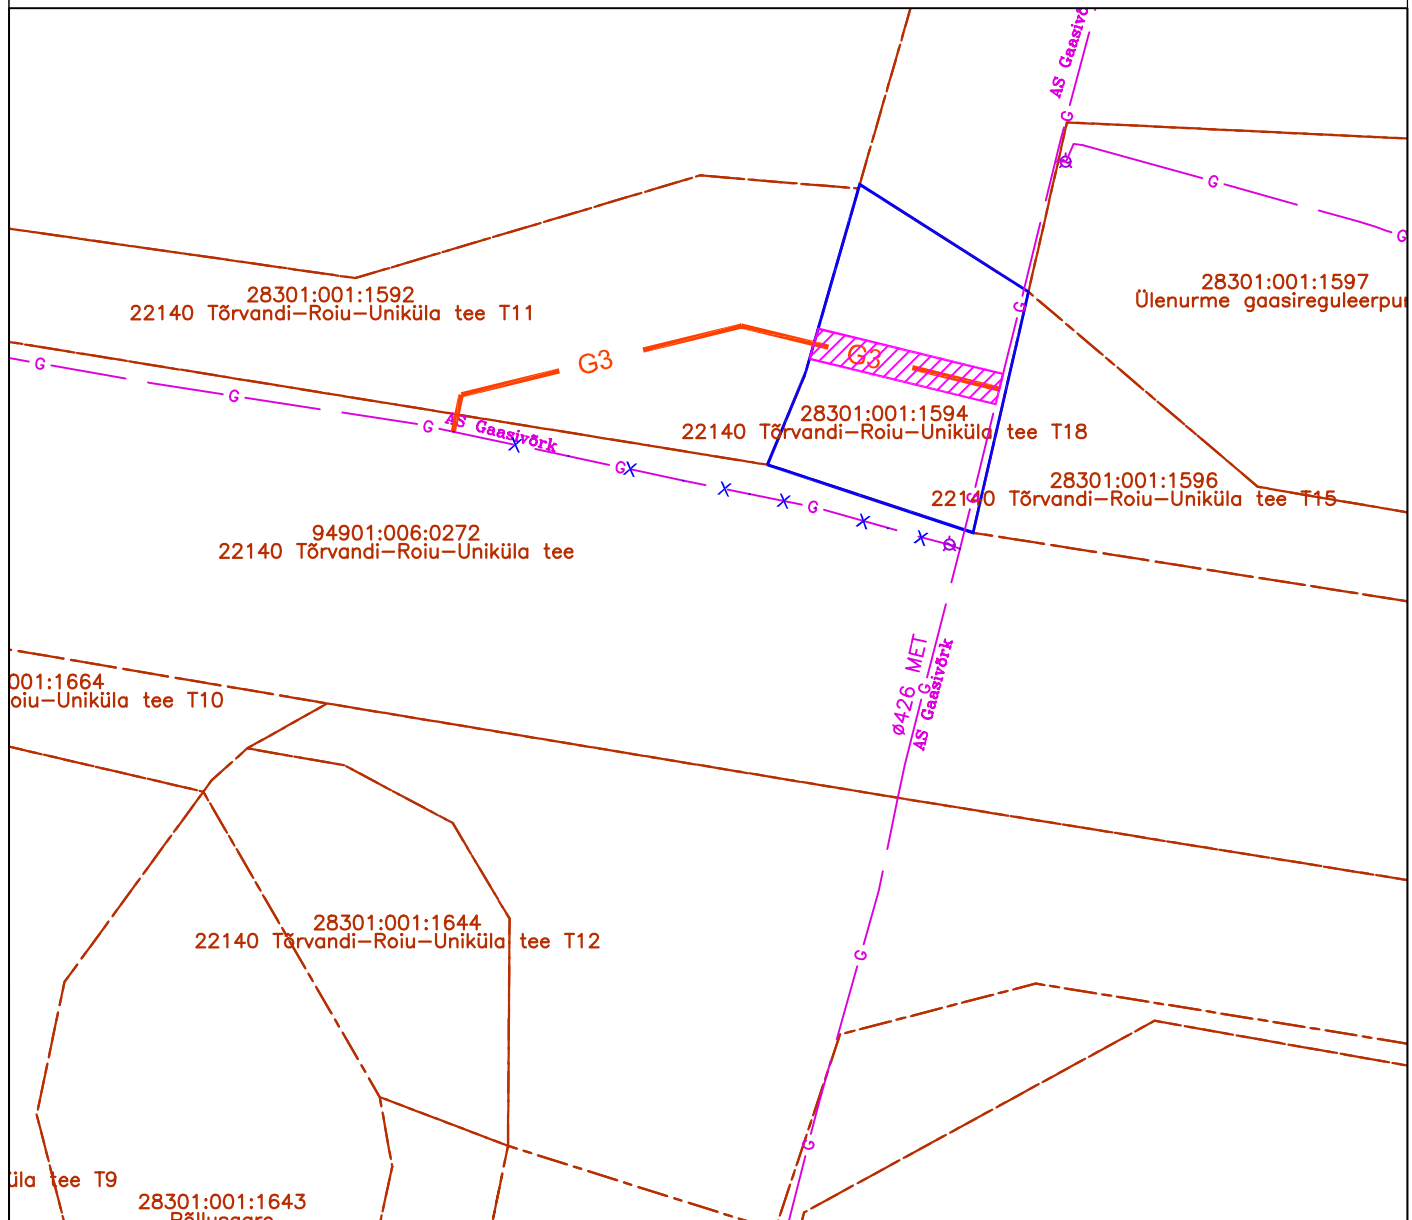 AS Gaasivõ
G
G
G
G
28301:001:1597
Ülenurme gaasireguleerpu
28301:001:1592
22140 Tõrvandi-Roiu-Uniküla tee T11
G
G3
G3
G
G
28301:001:1594
22140 Tõrvandi-Roiu-Uniküla tee T18
G
AS Gaasivõrk
G
28301:001:1596
22140 Tõrvandi-Roiu-Uniküla tee T15
G
G
94901:006:0272
22140 Tõrvandi-Roiu-Uniküla tee
ø426 MET
AS Gaasivõrk
G
001:1664
oiu-Uniküla tee T10
28301:001:1644
22140 Tõrvandi-Roiu-Uniküla tee T12
G
G
üla tee T9
28301:001:1643